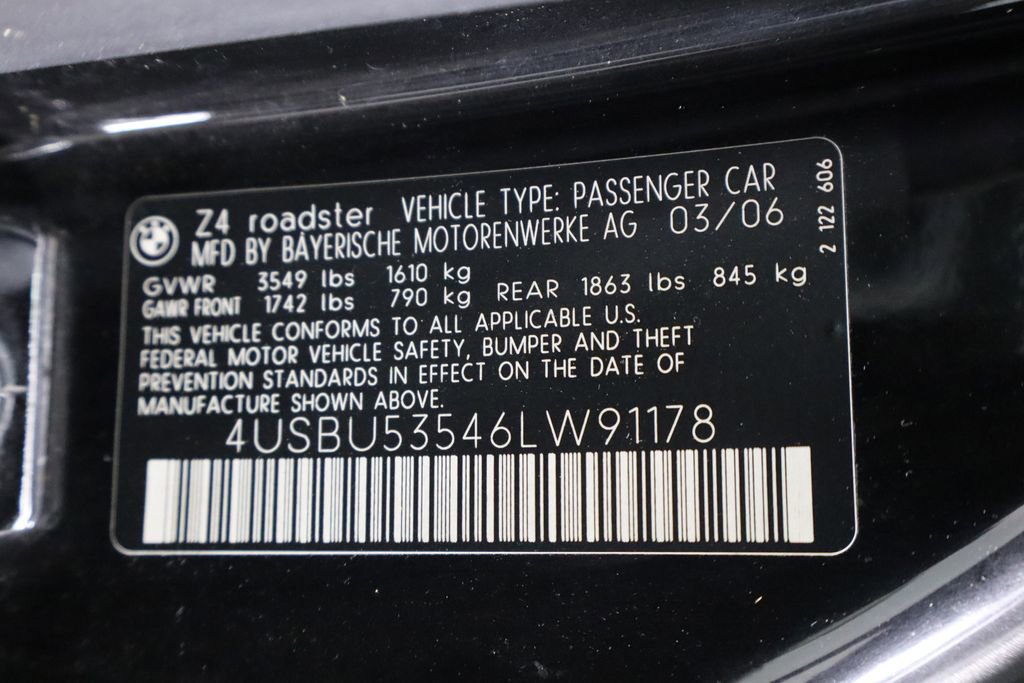 Z4 roadster VEHICLE TYPE: PASSENGER CAR
MFD BY BAYERISCHE MOTORENWERKE AG 03/06
GVWR 3549 lbs 1610 kg
GAWR FRONT 1742 lbs 790 kg REAR 1863 lbs 845 kg
THIS VEHICLE CONFORMS TO ALL APPLICABLE U.S.
FEDERAL MOTOR VEHICLE SAFETY, BUMPER AND THEFT
PREVENTION STANDARDS IN EFFECT ON THE DATE OF
MANUFACTURE SHOWN ABOVE.
4USBU53546LW91178
2 122 606